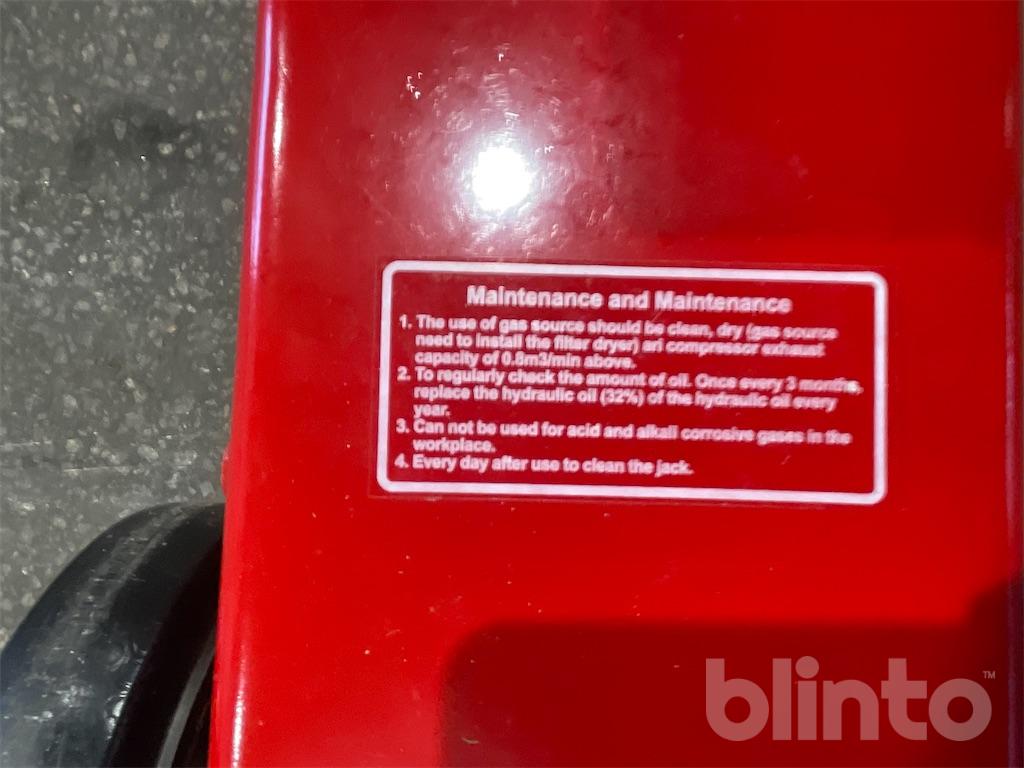 Maintenance and Maintenance
1. The use of gas source should be clean, dry (gas source
need to install the filter dryer) ari compressor exhaust
capacity of 0.8m3/min above.
2. To regularly check the amount of oil. Once every 3 months,
replace the hydraulic oil (32%) of the hydraulic oil every
year.
3. Can not be used for acid and alkali corrosive gases in the
workplace.
4. Every day after use to clean the jack.
blinto™